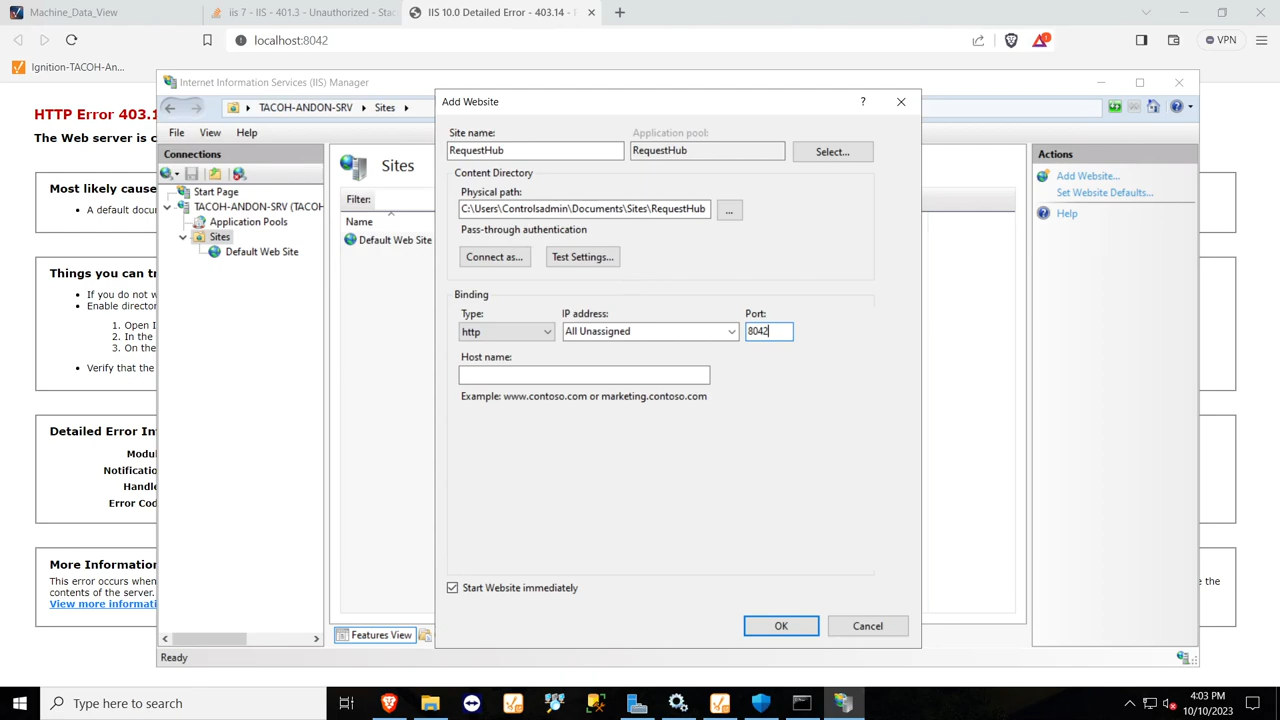 Machine_Data_View
iis 7 - IIS - 401.3 - Unauthorized - Stac
IIS 10.0 Detailed Error - 403.14 -
localhost:8042
VPN
Ignition-TACOH-An...
HTTP Error 403.1
The Web server is c
Most likely cause
A default docu
Things you can tr
If you do not w
Enable director
1. Open I
2. In the
3. On the
Verify that the
Detailed Error In
Modu
Notificatio
Handle
Error Cod
More Information
This error occurs when
contents of the server.
View more informati
the
Internet Information Services (IIS) Manager
TACOH-ANDON-SRV
Sites
File
View
Help
Connections
Start Page
TACOH-ANDON-SRV (TACOH
Application Pools
Sites
Default Web Site
Sites
Filter:
Name
Default Web Site
Features View
Ready
Actions
Add Website...
Set Website Defaults...
Help
Add Website
?
Site name:
Application pool:
RequestHub
RequestHub
Select...
Content Directory
Physical path:
C:\Users\Controlsadmin\Documents\Sites\RequestHub
...
Pass-through authentication
Connect as...
Test Settings...
Binding
Type:
IP address:
Port:
http
All Unassigned
8042
Host name:
Example: www.contoso.com or marketing.contoso.com
Start Website immediately
OK
Cancel
Type here to search
4:03 PM
10/10/2023